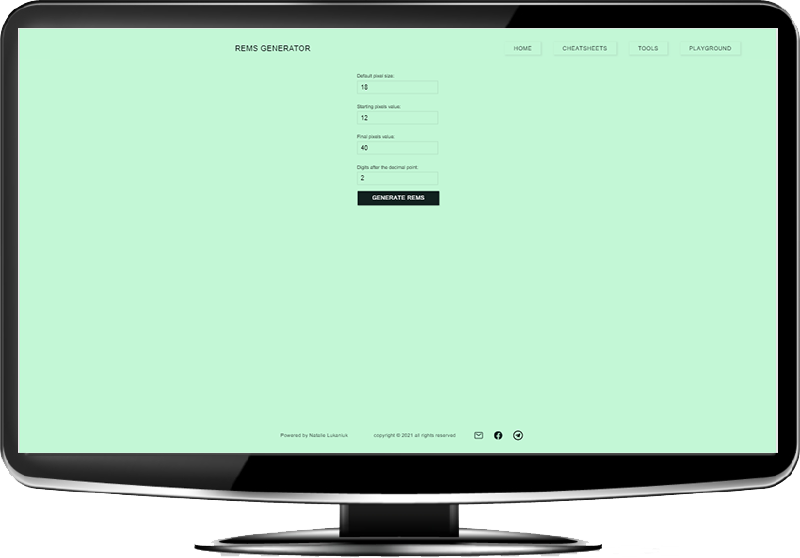 REMS GENERATOR
HOME CHEATSHEETS TOOLS PLAYGROUND
Default pixel size:
18
Starting pixels value:
12
Final pixels value:
40
Digits after the decimal point:
2
GENERATE REMS
Powered by Natalie Lukaniuk copyright © 2021 all rights reserved